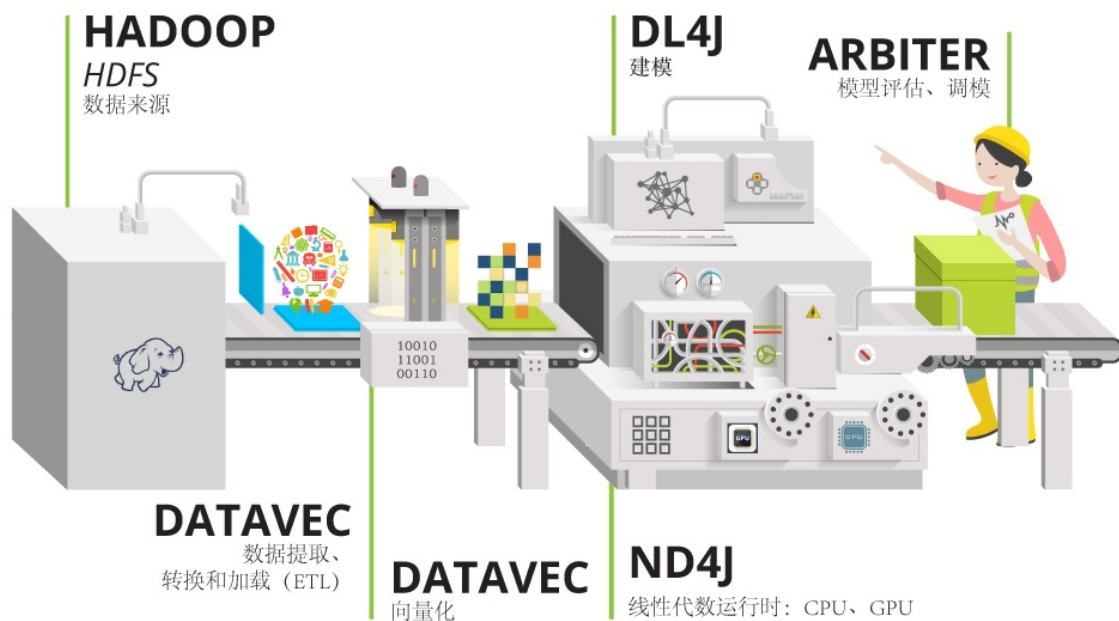 HADOOP
HDFS
数据来源
DL4J
建模
ARBITER
模型评估、调模
10010
11001
00110
GPU
CPU
DATAVEC
数据提取、
转换和加载（ETL）
DATAVEC
向量化
ND4J
线性代数运行时：CPU、GPU